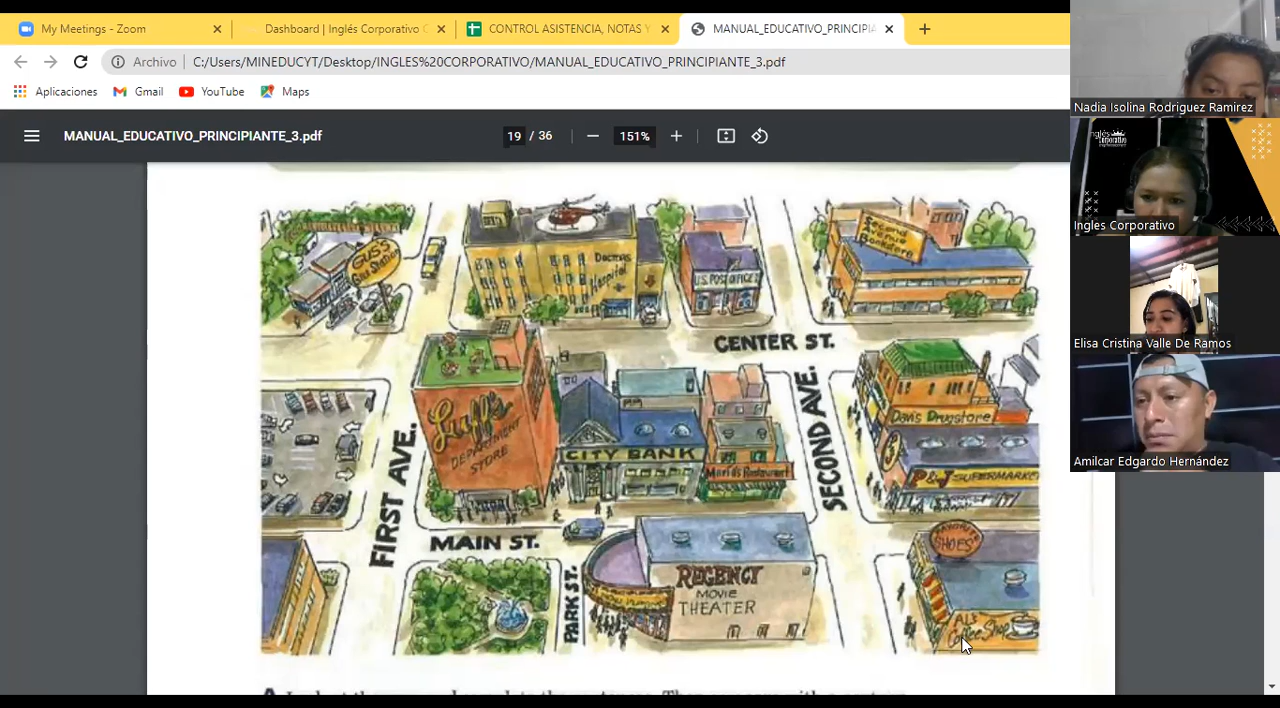 My Meetings - Zoom
Dashboard | Inglés Corporativo
CONTROL ASISTENCIA, NOTAS Y
MANUAL_EDUCATIVO_PRINCIPIA
Archivo
C:/Users/MINEDUCYT/Desktop/INGLES%20CORPORATIVO/MANUAL_EDUCATIVO_PRINCIPIANTE_3.pdf
Aplicaciones
Gmail
YouTube
Maps
MANUAL_EDUCATIVO_PRINCIPIANTE_3.pdf
19 / 36
151%
GUS'S
Gas Station
Doctors
Hospital
U.S. POST OFFICE
Second
Avenue
Bookstore
CENTER ST.
Luff's
DEPARTMENT
STORE
CITY BANK
Maria's Restaurant
Davis Drugstore
P&J SUPERMARKET
FIRST AVE.
SECOND AVE.
MAIN ST.
PARK ST.
REGENCY
MOVIE
THEATER
SHOES
AL's
Coffee Shop
Nadia Isolina Rodriguez Ramirez
Inglés
Corporativo
Ingles Corporativo
Elisa Cristina Valle De Ramos
Amilcar Edgardo Hernández